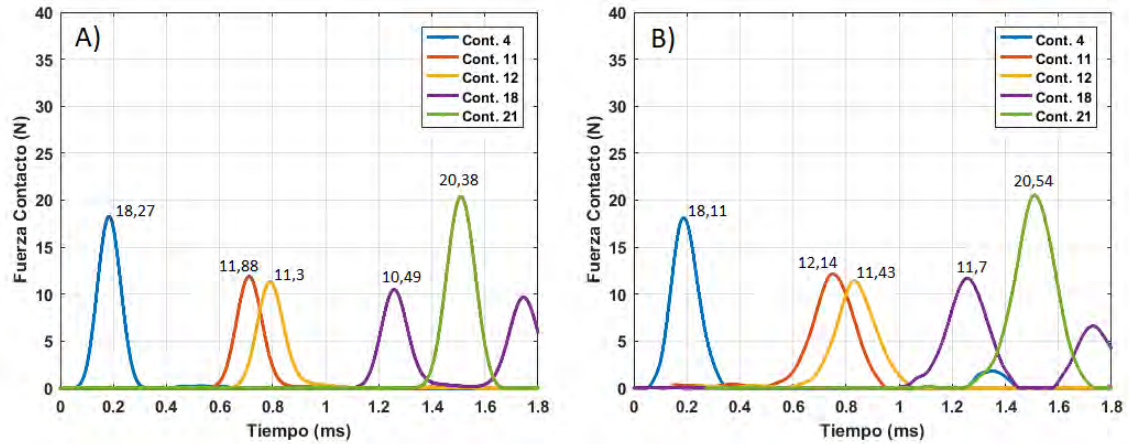 A)
Cont. 4
Cont. 11
Cont. 12
Cont. 18
Cont. 21
40
35
30
25
20
15
10
5
0
Fuerza Contacto (N)
18,27
11,88
11,3
10,49
20,38
0 0.2 0.4 0.6 0.8 1 1.2 1.4 1.6 1.8
Tiempo (ms)
B)
Cont. 4
Cont. 11
Cont. 12
Cont. 18
Cont. 21
40
35
30
25
20
15
10
5
0
Fuerza Contacto (N)
18,11
12,14
11,43
11,7
20,54
0 0.2 0.4 0.6 0.8 1 1.2 1.4 1.6 1.8
Tiempo (ms)